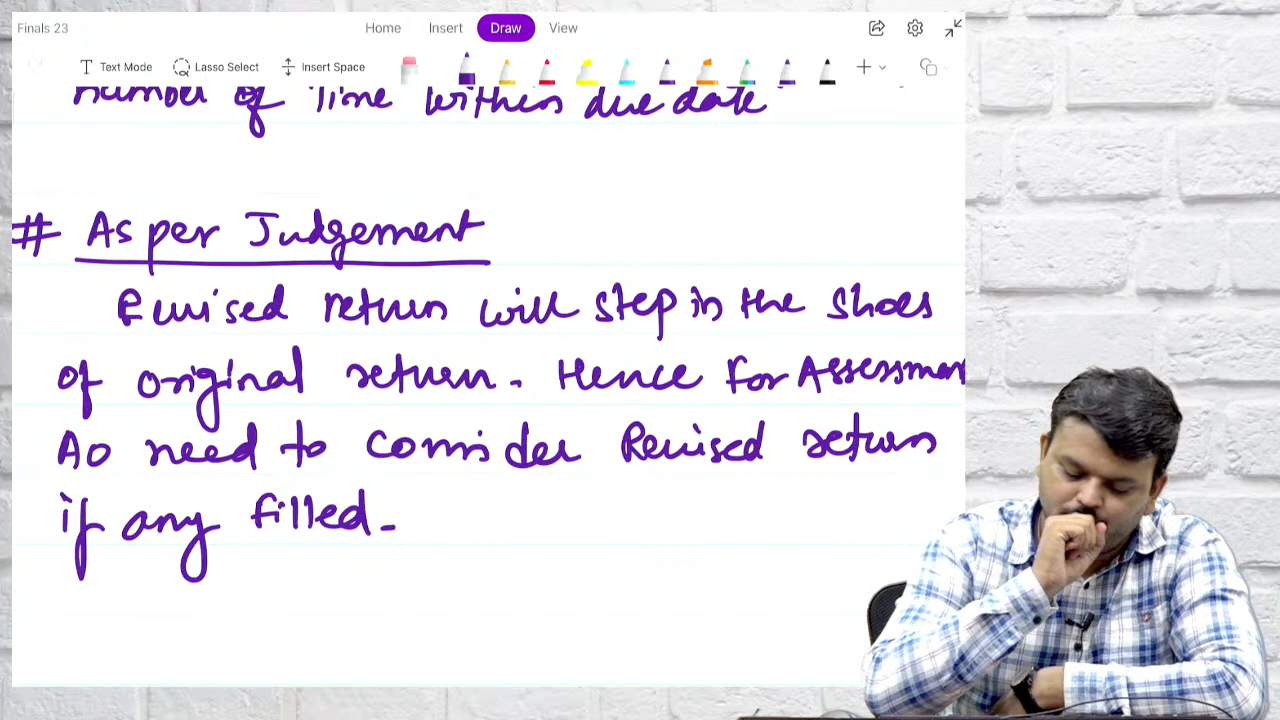 Finals 23
Home Insert Draw View
Text Mode Lasso Select Insert Space
number of Time within due date
# As per Judgement
Revised return will step in the shoes
of original return. Hence for Assessment
AO need to consider Revised return
if any filled.